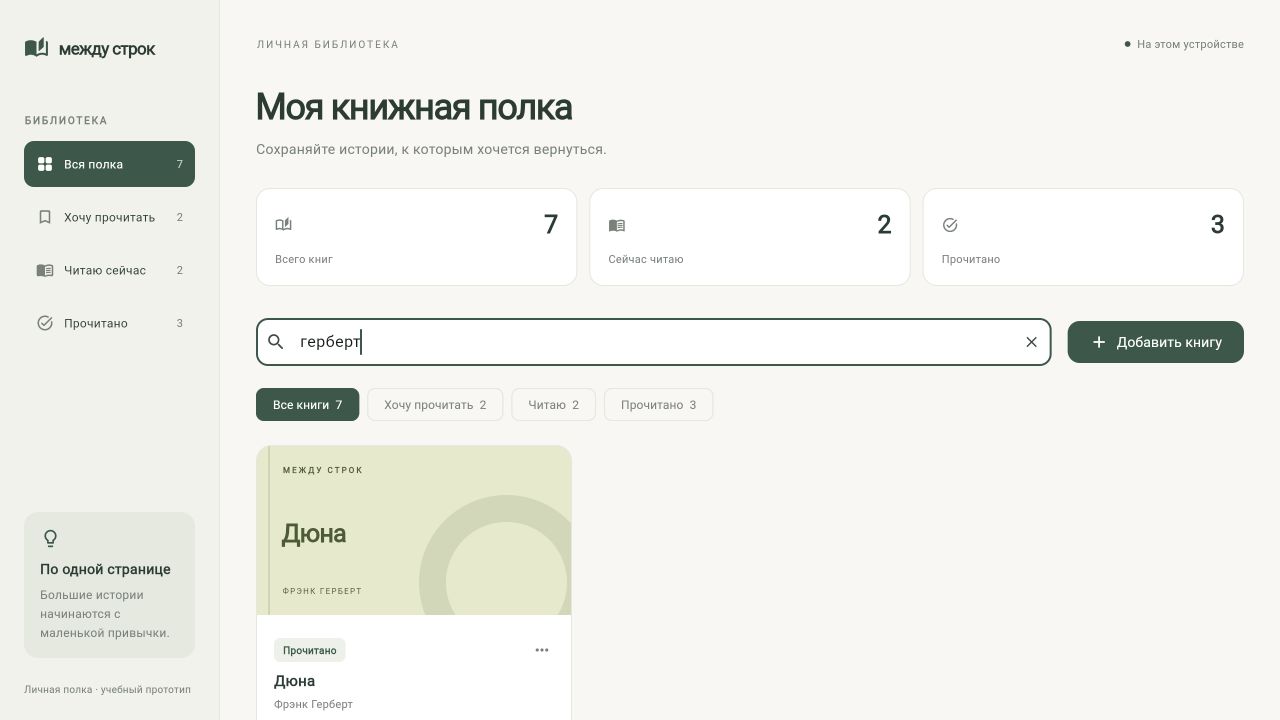 между строк
БИБЛИОТЕКА
Вся полка 7
Хочу прочитать 2
Читаю сейчас 2
Прочитано 3
По одной странице
Большие истории
начинаются с
маленькой привычки.
Личная полка · учебный прототип
ЛИЧНАЯ БИБЛИОТЕКА
На этом устройстве
Моя книжная полка
Сохраняйте истории, к которым хочется вернуться.
7
Всего книг
2
Сейчас читаю
3
Прочитано
герберт
Добавить книгу
Все книги 7
Хочу прочитать 2
Читаю 2
Прочитано 3
МЕЖДУ СТРОК
Дюна
ФРЭНК ГЕРБЕРТ
Прочитано
Дюна
Фрэнк Герберт